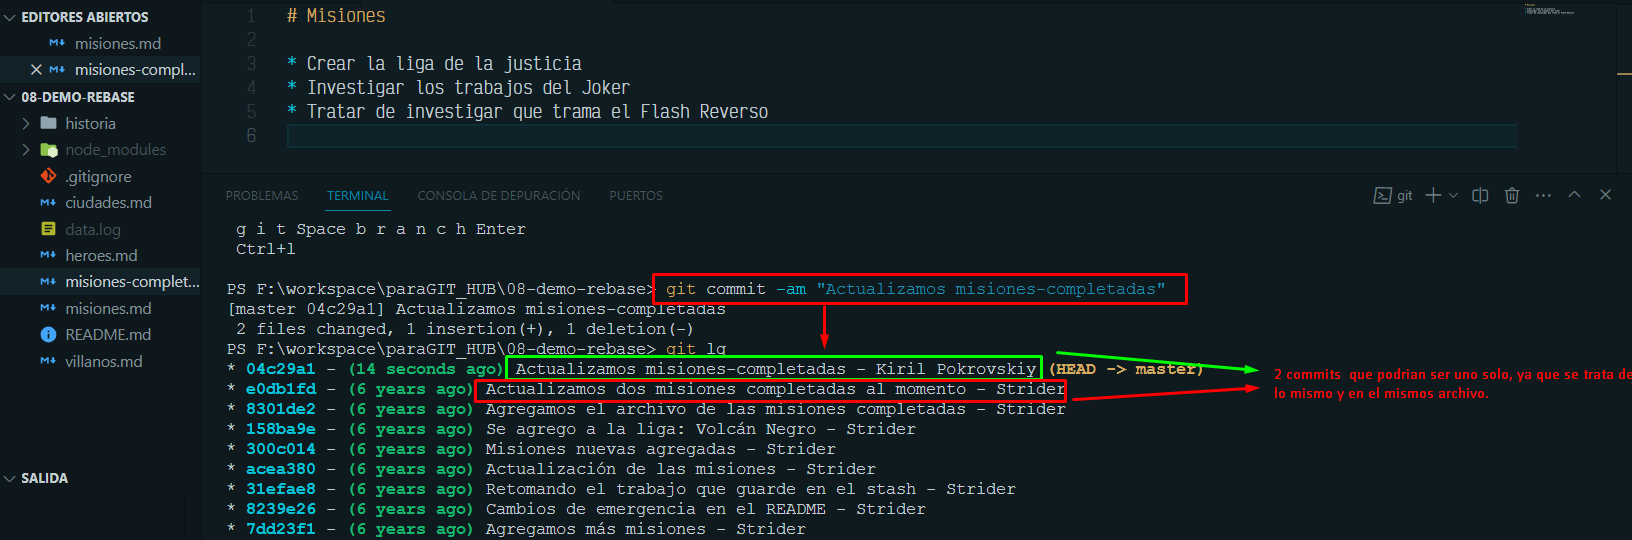 EDITORES ABIERTOS
misiones.md
misiones-compl...
08-DEMO-REBASE
historia
node_modules
.gitignore
ciudades.md
data.log
heroes.md
misiones-complet...
misiones.md
README.md
villanos.md
SALIDA
1 # Misiones
2
3 * Crear la liga de la justicia
4 * Investigar los trabajos del Joker
5 * Tratar de investigar que trama el Flash Reverso
6
PROBLEMAS TERMINAL CONSOLA DE DEPURACIÓN PUERTOS git
g i t Space b r a n c h Enter
Ctrl+l
PS F:\workspace\paraGIT_HUB\08-demo-rebase> git commit -am "Actualizamos misiones-completadas"
[master 04c29a1] Actualizamos misiones-completadas
2 files changed, 1 insertion(+), 1 deletion(-)
PS F:\workspace\paraGIT_HUB\08-demo-rebase> git lg
* 04c29a1 - (14 seconds ago) Actualizamos misiones-completadas - Kiril Pokrovskiy (HEAD -> master)
* e0db1fd - (6 years ago) Actualizamos dos misiones completadas al momento - Strider
* 8301de2 - (6 years ago) Agregamos el archivo de las misiones completadas - Strider
* 158ba9e - (6 years ago) Se agrego a la liga: Volcán Negro - Strider
* 300c014 - (6 years ago) Misiones nuevas agregadas - Strider
* acea380 - (6 years ago) Actualización de las misiones - Strider
* 31efae8 - (6 years ago) Retomando el trabajo que guarde en el stash - Strider
* 8239e26 - (6 years ago) Cambios de emergencia en el README - Strider
* 7dd23f1 - (6 years ago) Agregamos más misiones - Strider
2 commits que podrian ser uno solo, ya que se trata de
lo mismo y en el mismos archivo.